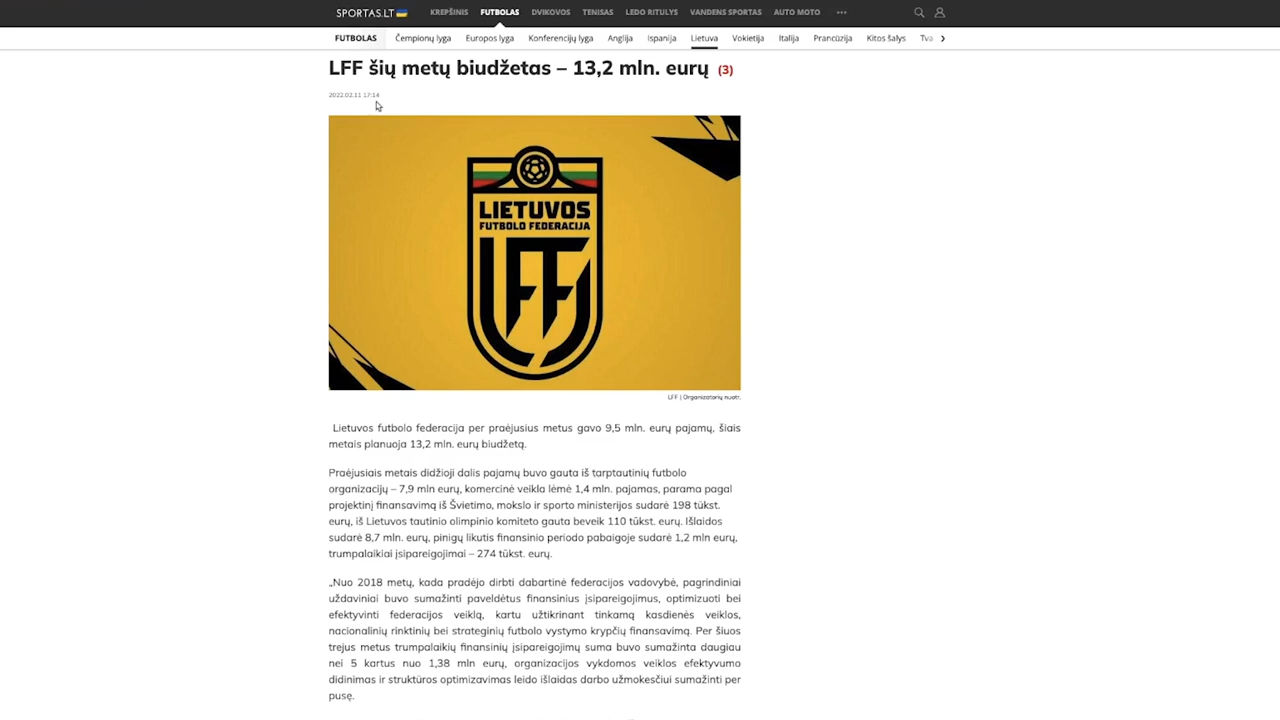 SPORTAS.LT KREPŠINIS FUTBOLAS DVIKOVOS TENISAS LEDO RITULYS VANDENS SPORTAS AUTO MOTO
FUTBOLAS Čempionų lyga Europos lyga Konferencijų lyga Anglija Ispanija Lietuva Vokietija Italija Prancūzija Kitos šalys Tva
LFF šių metų biudžetas – 13,2 mln. eurų (3)
2022.02.11 17:14
LIETUVOS
FUTBOLO FEDERACIJA
LFF
LFF | Organizatorių nuotr.
Lietuvos futbolo federacija per praėjusius metus gavo 9,5 mln. eurų pajamų, šiais
metais planuoja 13,2 mln. eurų biudžetą.
Praėjusiais metais didžioji dalis pajamų buvo gauta iš tarptautinių futbolo
organizacijų – 7,9 mln eurų, komercinė veikla lėmė 1,4 mln. pajamas, parama pagal
projektinį finansavimą iš Švietimo, mokslo ir sporto ministerijos sudarė 198 tūkst.
eurų, iš Lietuvos tautinio olimpinio komiteto gauta beveik 110 tūkst. eurų. Išlaidos
sudarė 8,7 mln. eurų, pinigų likutis finansinio periodo pabaigoje sudarė 1,2 mln eurų,
trumpalaikiai įsipareigojimai – 274 tūkst. eurų.
„Nuo 2018 metų, kada pradėjo dirbti dabartinė federacijos vadovybė, pagrindiniai
uždaviniai buvo sumažinti paveldėtus finansinius įsipareigojimus, optimizuoti bei
efektyvinti federacijos veiklą, kartu užtikrinant tinkamą kasdienės veiklos,
nacionalinių rinktinių bei strateginių futbolo vystymo krypčių finansavimą. Per šiuos
trejus metus trumpalaikių finansinių įsipareigojimų suma buvo sumažinta daugiau
nei 5 kartus nuo 1,38 mln eurų, organizacijos vykdomos veiklos efektyvumo
didinimas ir struktūros optimizavimas leido išlaidas darbo užmokesčiui sumažinti per
pusę.